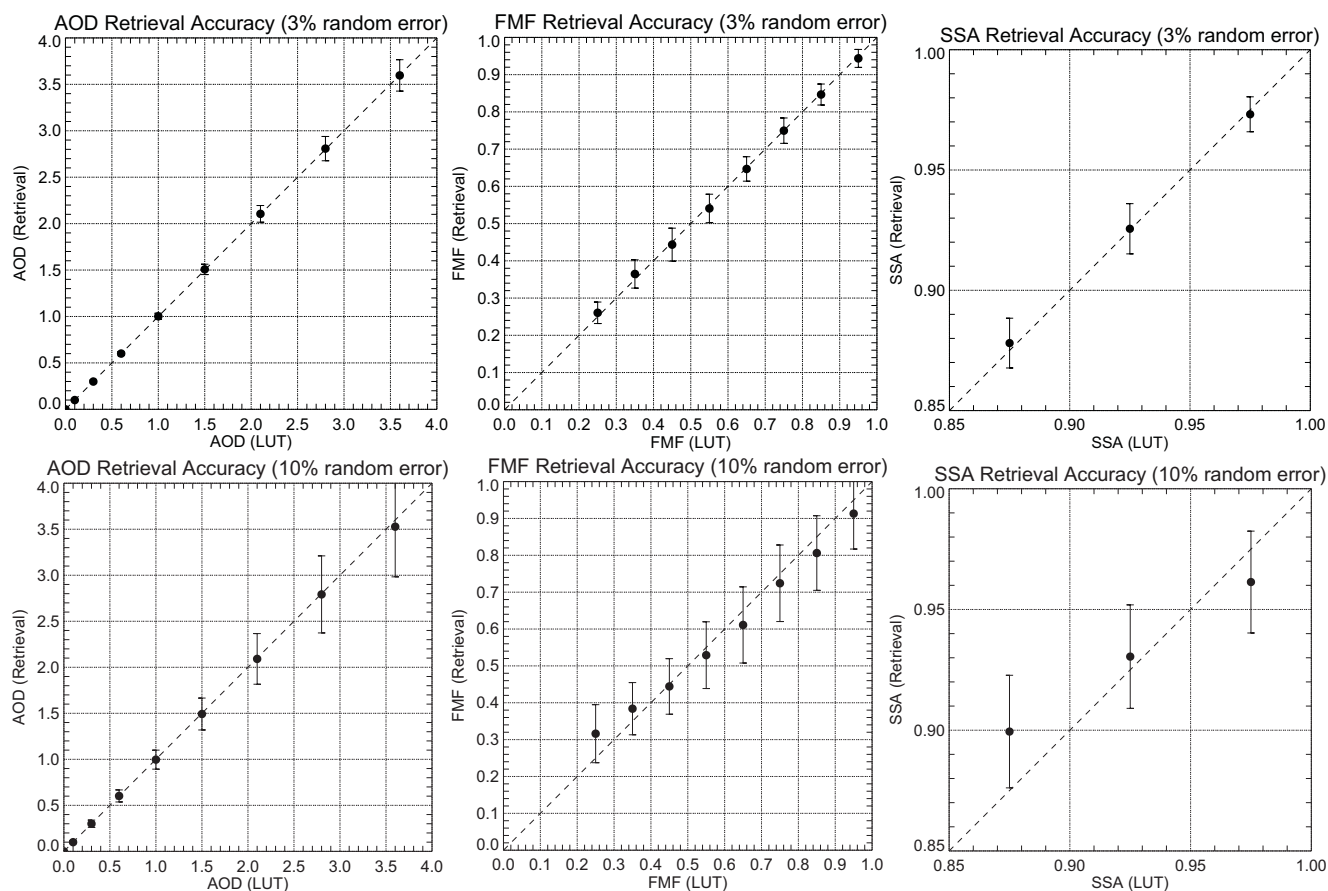 AOD Retrieval Accuracy (3% random error)
4.0
3.5
3.0
2.5
2.0
1.5
1.0
0.5
0.0
AOD (Retrieval)
0.0 0.5 1.0 1.5 2.0 2.5 3.0 3.5 4.0
AOD (LUT)
FMF Retrieval Accuracy (3% random error)
1.0
0.9
0.8
0.7
0.6
0.5
0.4
0.3
0.2
0.1
0.0
FMF (Retrieval)
0.0 0.1 0.2 0.3 0.4 0.5 0.6 0.7 0.8 0.9 1.0
FMF (LUT)
SSA Retrieval Accuracy (3% random error)
1.00
0.95
0.90
0.85
SSA (Retrieval)
0.85 0.90 0.95 1.00
SSA (LUT)
AOD Retrieval Accuracy (10% random error)
4.0
3.5
3.0
2.5
2.0
1.5
1.0
0.5
0.0
AOD (Retrieval)
0.0 0.5 1.0 1.5 2.0 2.5 3.0 3.5 4.0
AOD (LUT)
FMF Retrieval Accuracy (10% random error)
1.0
0.9
0.8
0.7
0.6
0.5
0.4
0.3
0.2
0.1
0.0
FMF (Retrieval)
0.0 0.1 0.2 0.3 0.4 0.5 0.6 0.7 0.8 0.9 1.0
FMF (LUT)
SSA Retrieval Accuracy (10% random error)
1.00
0.95
0.90
0.85
SSA (Retrieval)
0.85 0.90 0.95 1.00
SSA (LUT)